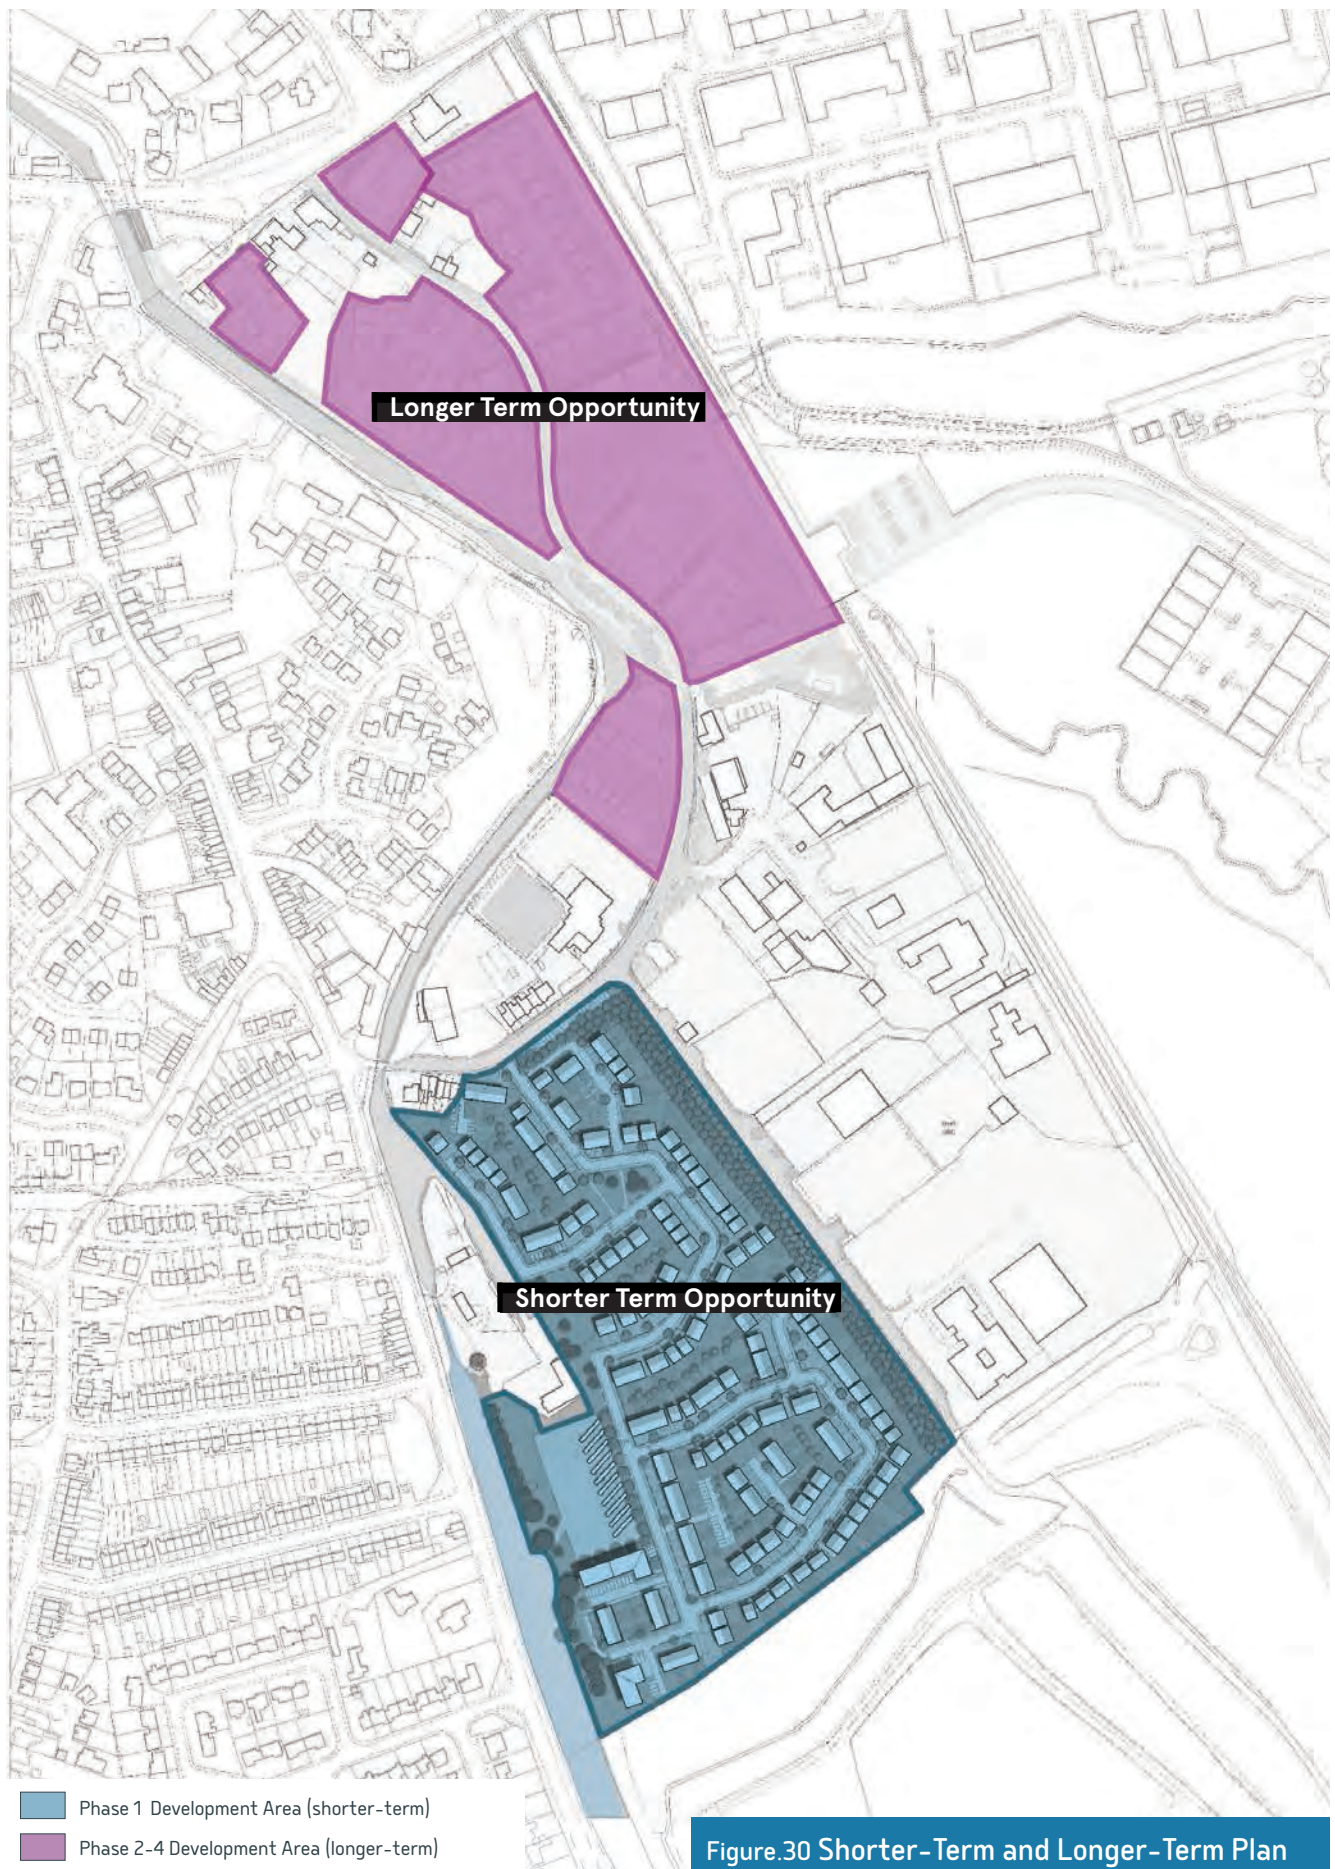 Longer Term Opportunity
Shorter Term Opportunity
Phase 1 Development Area (shorter-term)
Phase 2-4 Development Area (longer-term)
Figure.30 Shorter-Term and Longer-Term Plan